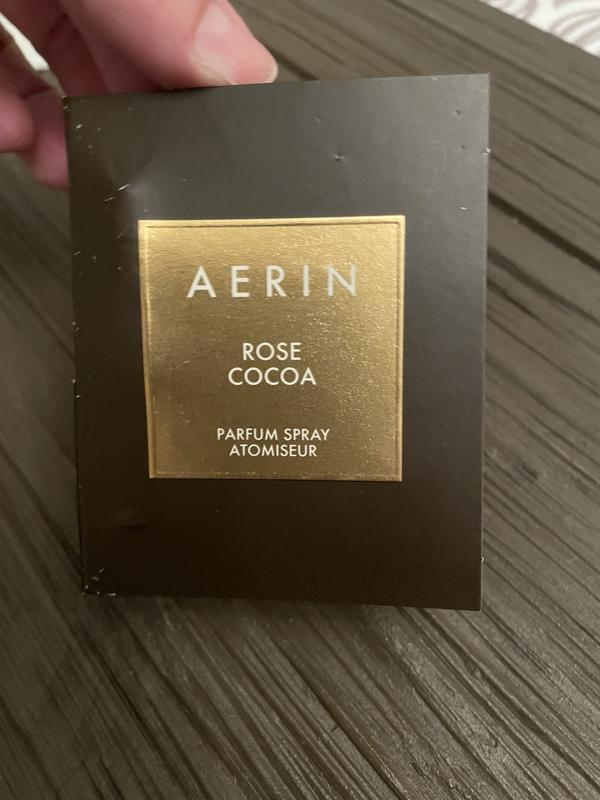 AERIN
ROSE
COCOA
PARFUM SPRAY
ATOMISEUR